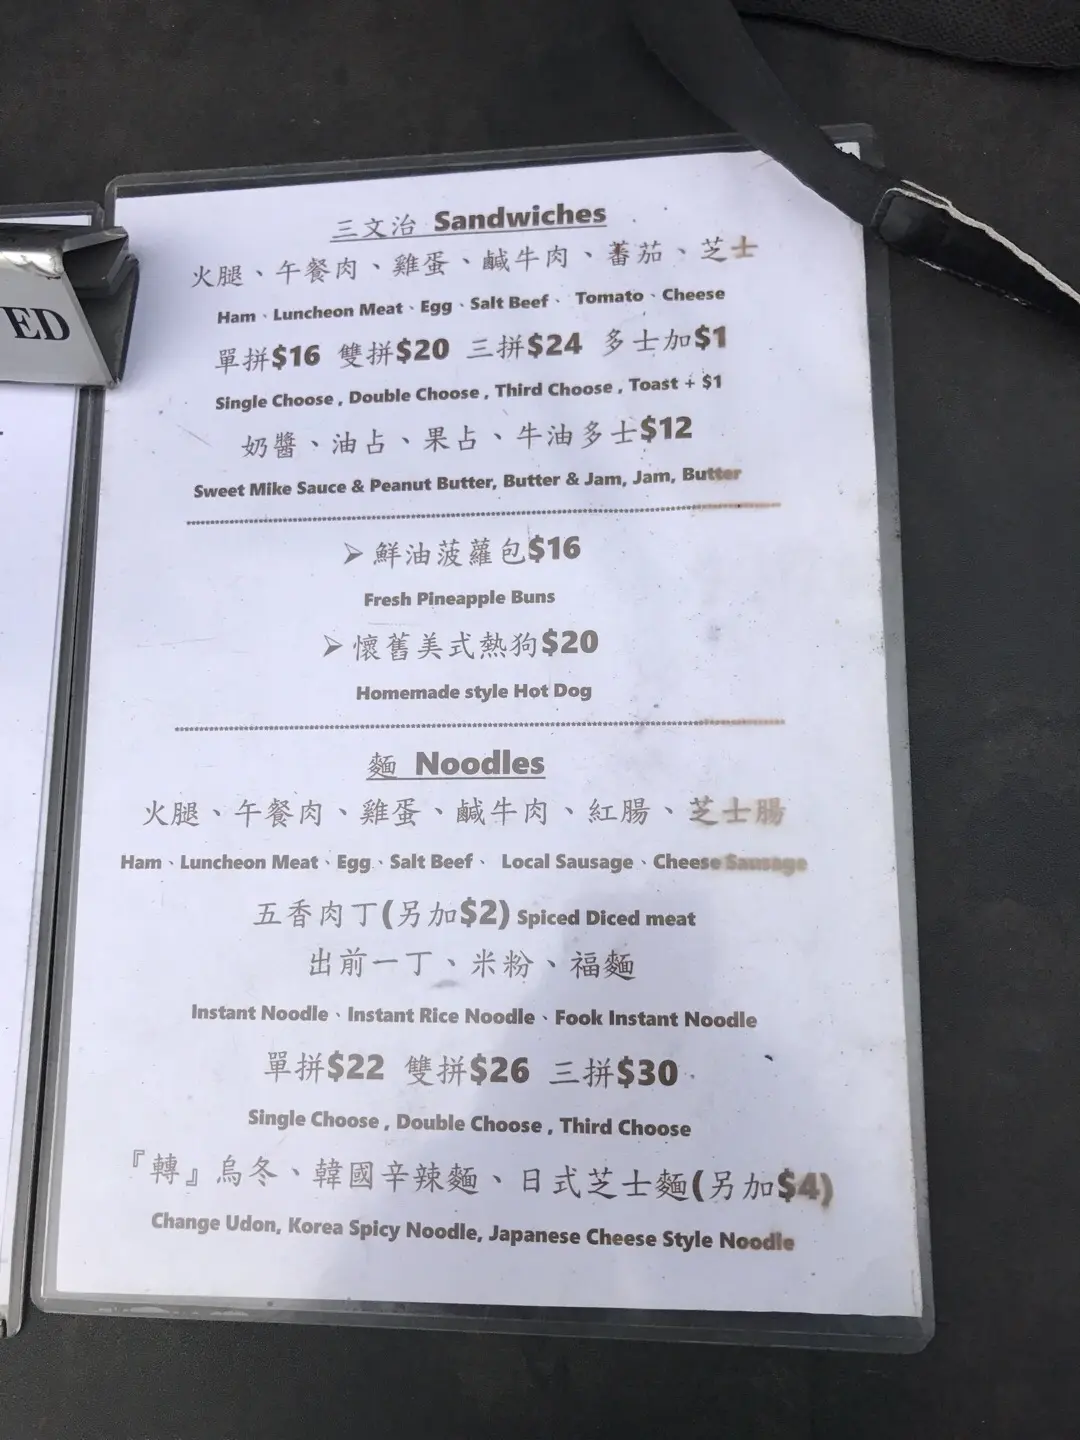 ED
三文治 Sandwiches
火腿、午餐肉、雞蛋、鹹牛肉、蕃茄、芝士
Ham、Luncheon Meat、Egg、Salt Beef、 Tomato、Cheese
單拼$16 雙拼$20 三拼$24 多士加$1
Single Choose , Double Choose , Third Choose , Toast + $1
奶醬、油占、果占、牛油多士$12
Sweet Mike Sauce & Peanut Butter, Butter & Jam, Jam, Butter
➢ 鮮油菠蘿包$16
Fresh Pineapple Buns
➢ 懷舊美式熱狗$20
Homemade style Hot Dog
麵 Noodles
火腿、午餐肉、雞蛋、鹹牛肉、紅腸、芝士腸
Ham、Luncheon Meat、Egg、Salt Beef、 Local Sausage、Cheese Sausage
五香肉丁(另加$2) Spiced Diced meat
出前一丁、米粉、福麵
Instant Noodle、Instant Rice Noodle、Fook Instant Noodle
單拼$22 雙拼$26 三拼$30
Single Choose , Double Choose , Third Choose
『轉』烏冬、韓國辛辣麵、日式芝士麵(另加$4)
Change Udon, Korea Spicy Noodle, Japanese Cheese Style Noodle